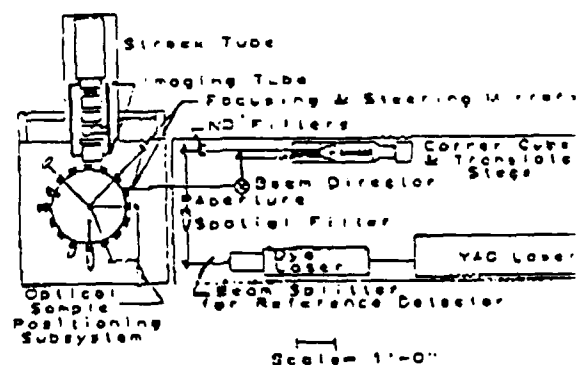 Streak Tube
Imaging Tube
Focusing & Steering Mirrors
ND Filters
Corner Cube
& Translate
Stage
Beam Director
Aperture
Spatial Filter
Dye
Laser
YAG Laser
Beam Splitter
for Reference Detector
Optical
Sample
Positioning
Subsystem
Scale= 1'-0"